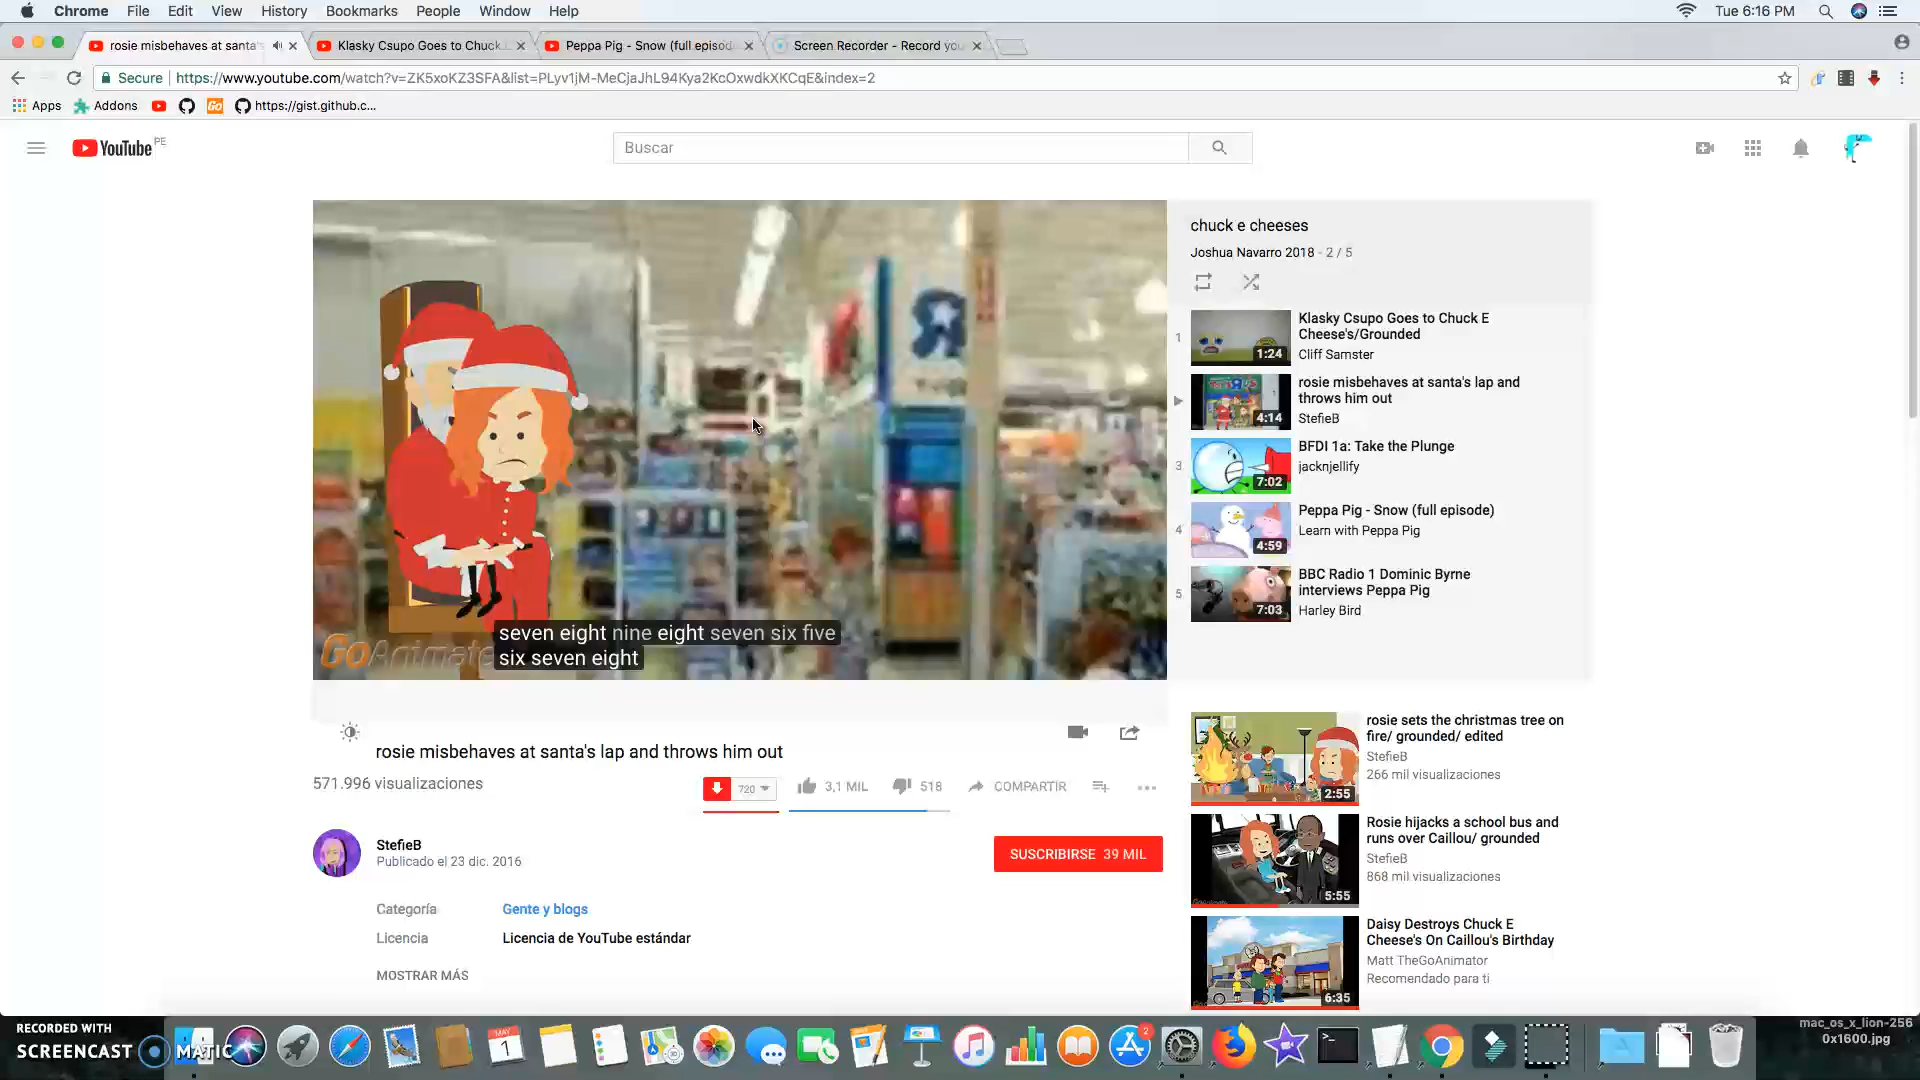 Chrome File Edit View History Bookmarks People Window Help
Tue 6:16 PM
rosie misbehaves at santa's
Klasky Csupo Goes to Chuck
Peppa Pig - Snow (full episod
Screen Recorder - Record you
Secure https://www.youtube.com/watch?v=ZK5xoKZ3SFA&list=PLyv1jM-MeCjaJhL94Kya2KcOxwdkXKCqE&index=2
Apps Addons Go https://gist.github.c...
YouTube PE
Buscar
GoAnimate
seven eight nine eight seven six five
six seven eight
chuck e cheeses
Joshua Navarro 2018 - 2 / 5
1
1:24
Klasky Csupo Goes to Chuck E
Cheese's/Grounded
Cliff Samster
4:14
rosie misbehaves at santa's lap and
throws him out
StefieB
3
7:02
BFDI 1a: Take the Plunge
jacknjellify
4
4:59
Peppa Pig - Snow (full episode)
Learn with Peppa Pig
5
7:03
BBC Radio 1 Dominic Byrne
interviews Peppa Pig
Harley Bird
rosie misbehaves at santa's lap and throws him out
571.996 visualizaciones
720
3,1 MIL
518
COMPARTIR
StefieB
Publicado el 23 dic. 2016
SUSCRIBIRSE 39 MIL
Categoría Gente y blogs
Licencia Licencia de YouTube estándar
MOSTRAR MÁS
2:55
rosie sets the christmas tree on
fire/ grounded/ edited
StefieB
266 mil visualizaciones
5:55
Rosie hijacks a school bus and
runs over Caillou/ grounded
StefieB
868 mil visualizaciones
6:35
Daisy Destroys Chuck E
Cheese's On Caillou's Birthday
Matt TheGoAnimator
Recomendado para ti
RECORDED WITH
SCREENCAST MATIC
MAY
1
2
mac_os_x_lion-256
0x1600.jpg